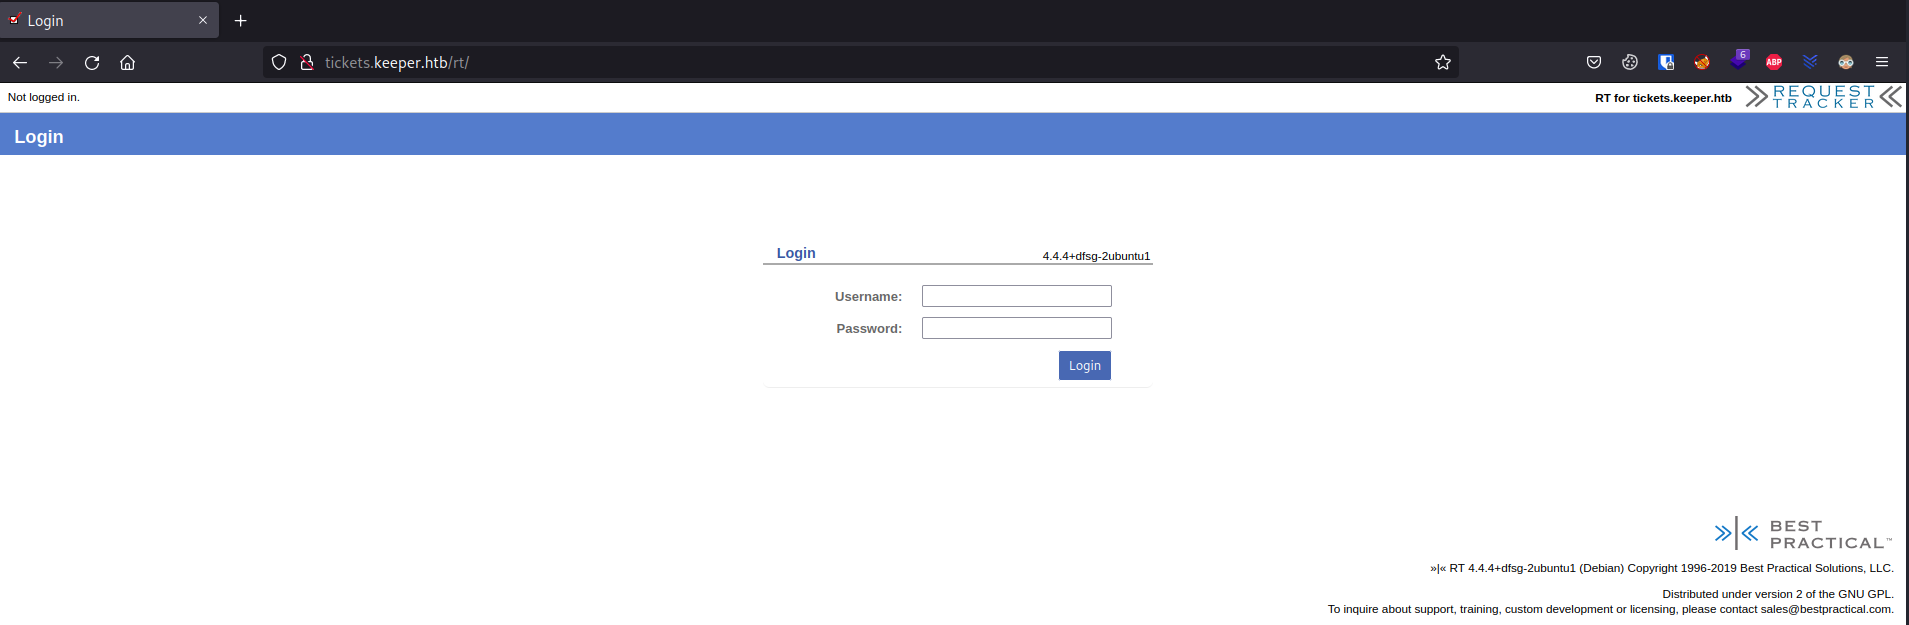 Login
tickets.keeper.htb/rt/
6
ABP
Not logged in.
RT for tickets.keeper.htb
REQUEST
TRACKER
Login
Login
4.4.4+dfsg-2ubuntu1
Username:
Password:
Login
BEST
PRACTICAL™
»|« RT 4.4.4+dfsg-2ubuntu1 (Debian) Copyright 1996-2019 Best Practical Solutions, LLC.
Distributed under version 2 of the GNU GPL.
To inquire about support, training, custom development or licensing, please contact sales@bestpractical.com.